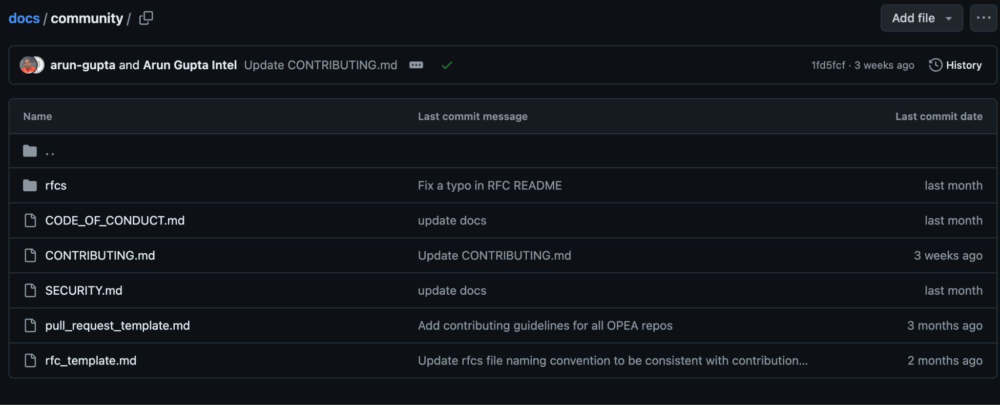 docs / community /
Add file
arun-gupta and Arun Gupta Intel Update CONTRIBUTING.md
1fd5fcf · 3 weeks ago
History
Name Last commit message Last commit date
..
rfcs Fix a typo in RFC README last month
CODE_OF_CONDUCT.md update docs last month
CONTRIBUTING.md Update CONTRIBUTING.md 3 weeks ago
SECURITY.md update docs last month
pull_request_template.md Add contributing guidelines for all OPEA repos 3 months ago
rfc_template.md Update rfcs file naming convention to be consistent with contribution... 2 months ago